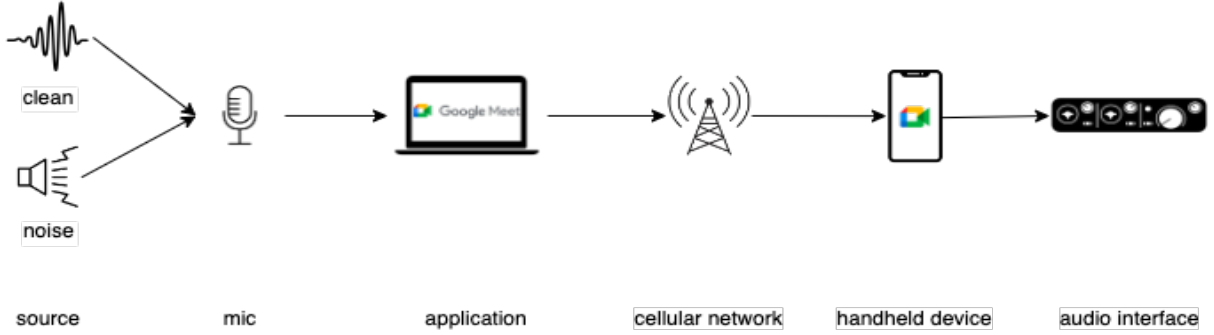 clean
Google Meet
noise
source
mic
application
cellular network
handheld device
audio interface